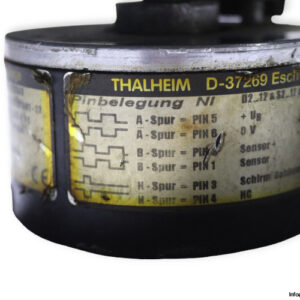 THALHEIM D-37269 Esch
Pinbelegung NI
A-Spur = PIN 5 + UB
A-Spur = PIN 6 0 V
B-Spur = PIN Sensor +
B-Spur = PIN 1 Sensor
N-Spur = PIN 3 Schirm
N-Spur = PIN 4 NC